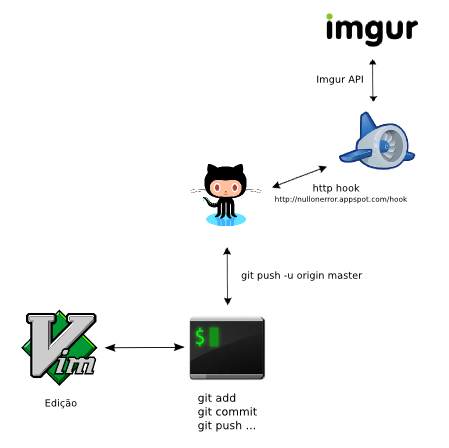 imgur
Imgur API
http hook
http://nullonerror.appspot.com/hook
git push -u origin master
$
Vim
Edição
git add
git commit
git push ...